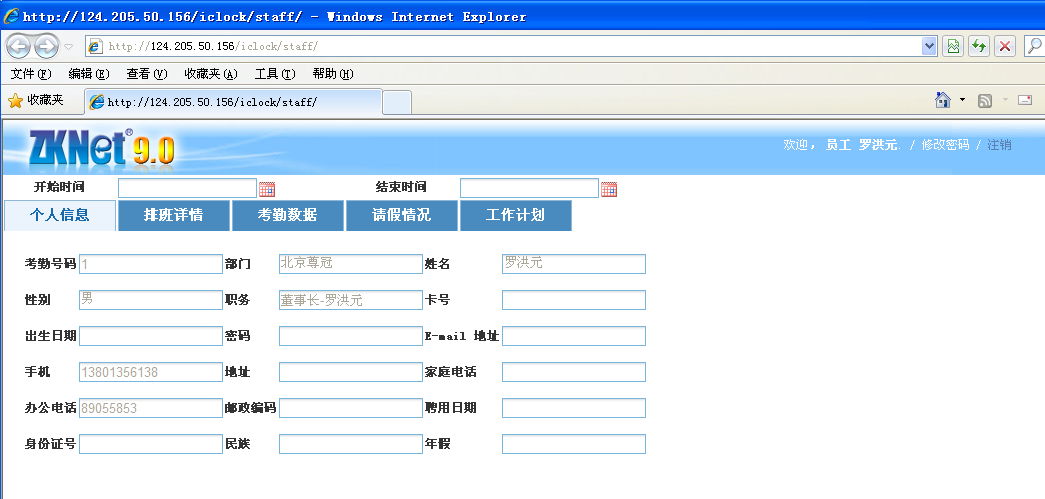 http://124.205.50.156/iclock/staff/ - Windows Internet Explorer
http://124.205.50.156/iclock/staff/
文件(F) 编辑(E) 查看(V) 收藏夹(A) 工具(T) 帮助(H)
收藏夹 http://124.205.50.156/iclock/staff/
ZKNet® 9.0 欢迎, 员工 罗洪元. / 修改密码 / 注销
开始时间 结束时间
个人信息 排班详情 考勤数据 请假情况 工作计划
考勤号码 1 部门 北京尊冠 姓名 罗洪元
性别 男 职务 董事长-罗洪元 卡号
出生日期 密码 E-mail 地址
手机 13801356138 地址 家庭电话
办公电话 89055853 邮政编码 聘用日期
身份证号 民族 年假